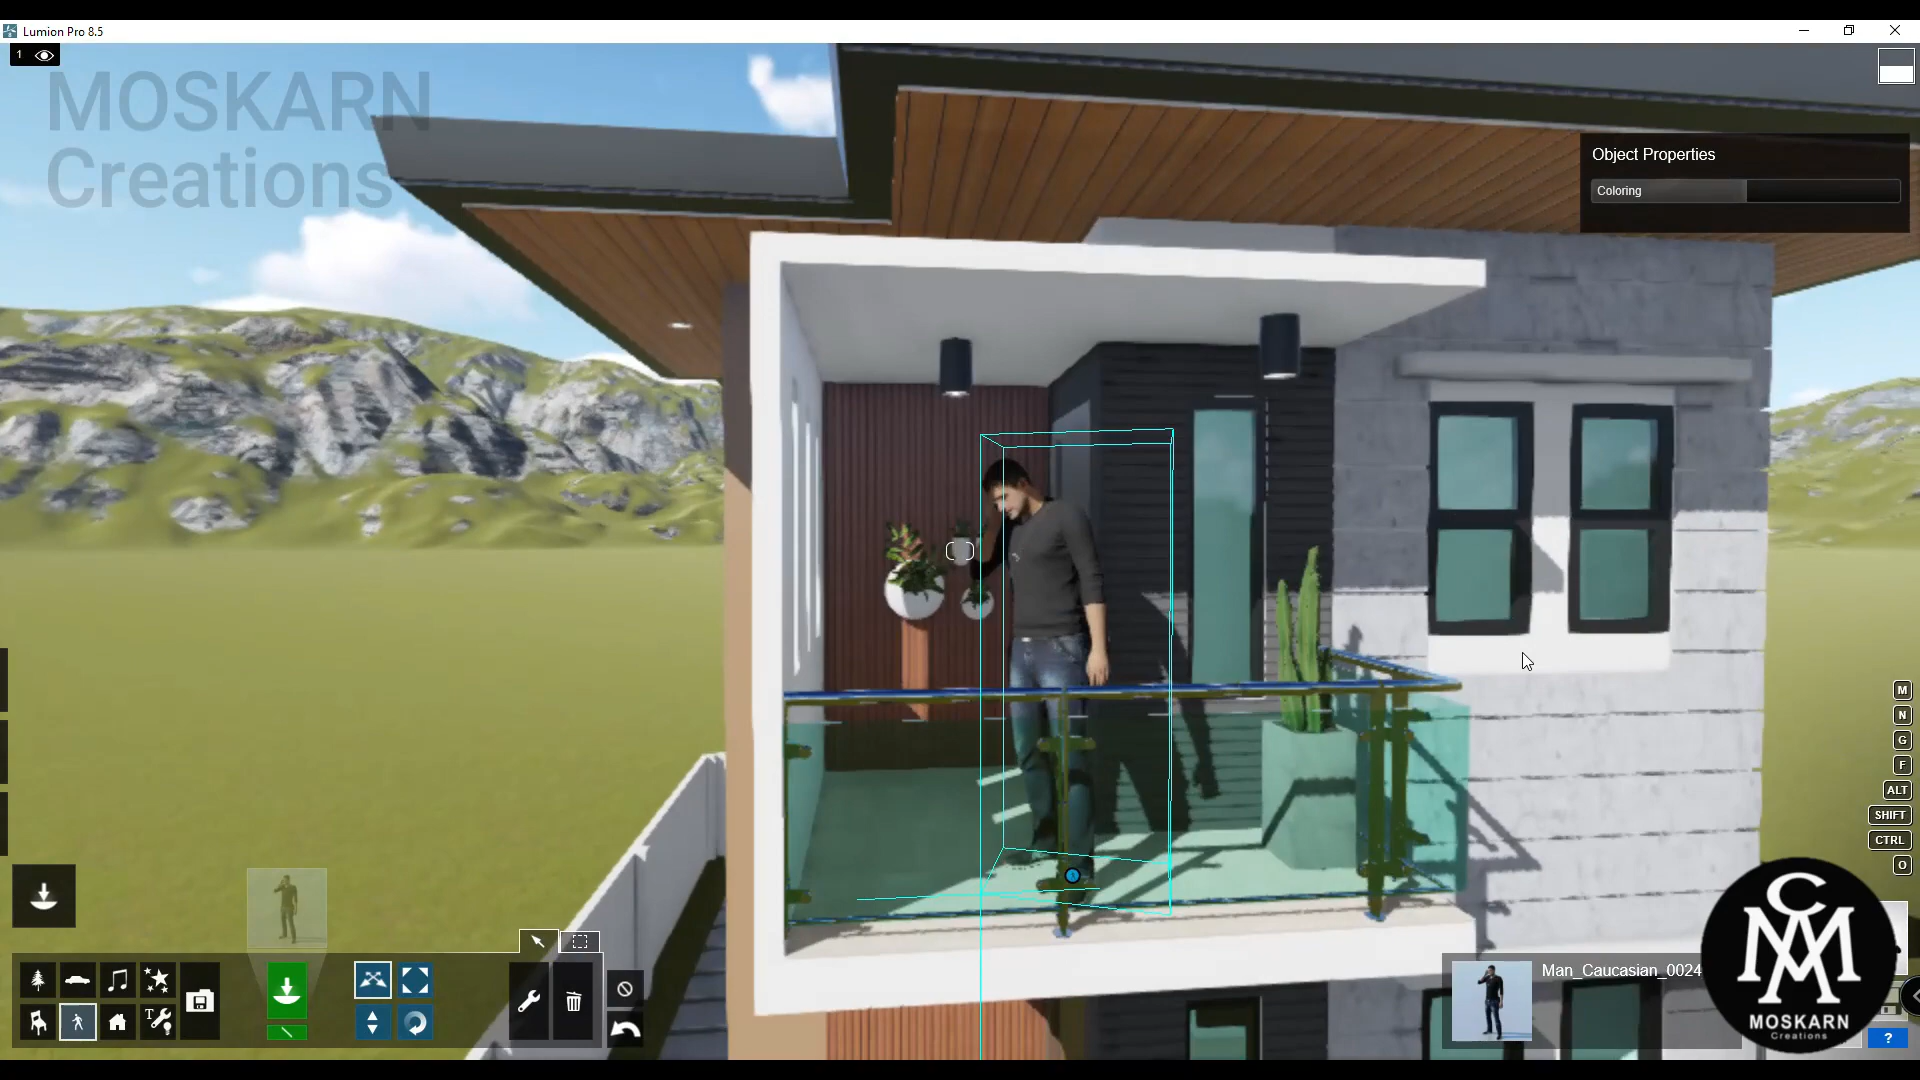 Lumion Pro 8.5
1
MOSKARN
Creations
Object Properties
Coloring
M
N
G
F
ALT
SHIFT
CTRL
O
Man_Caucasian_0024
MOSKARN
Creations
?